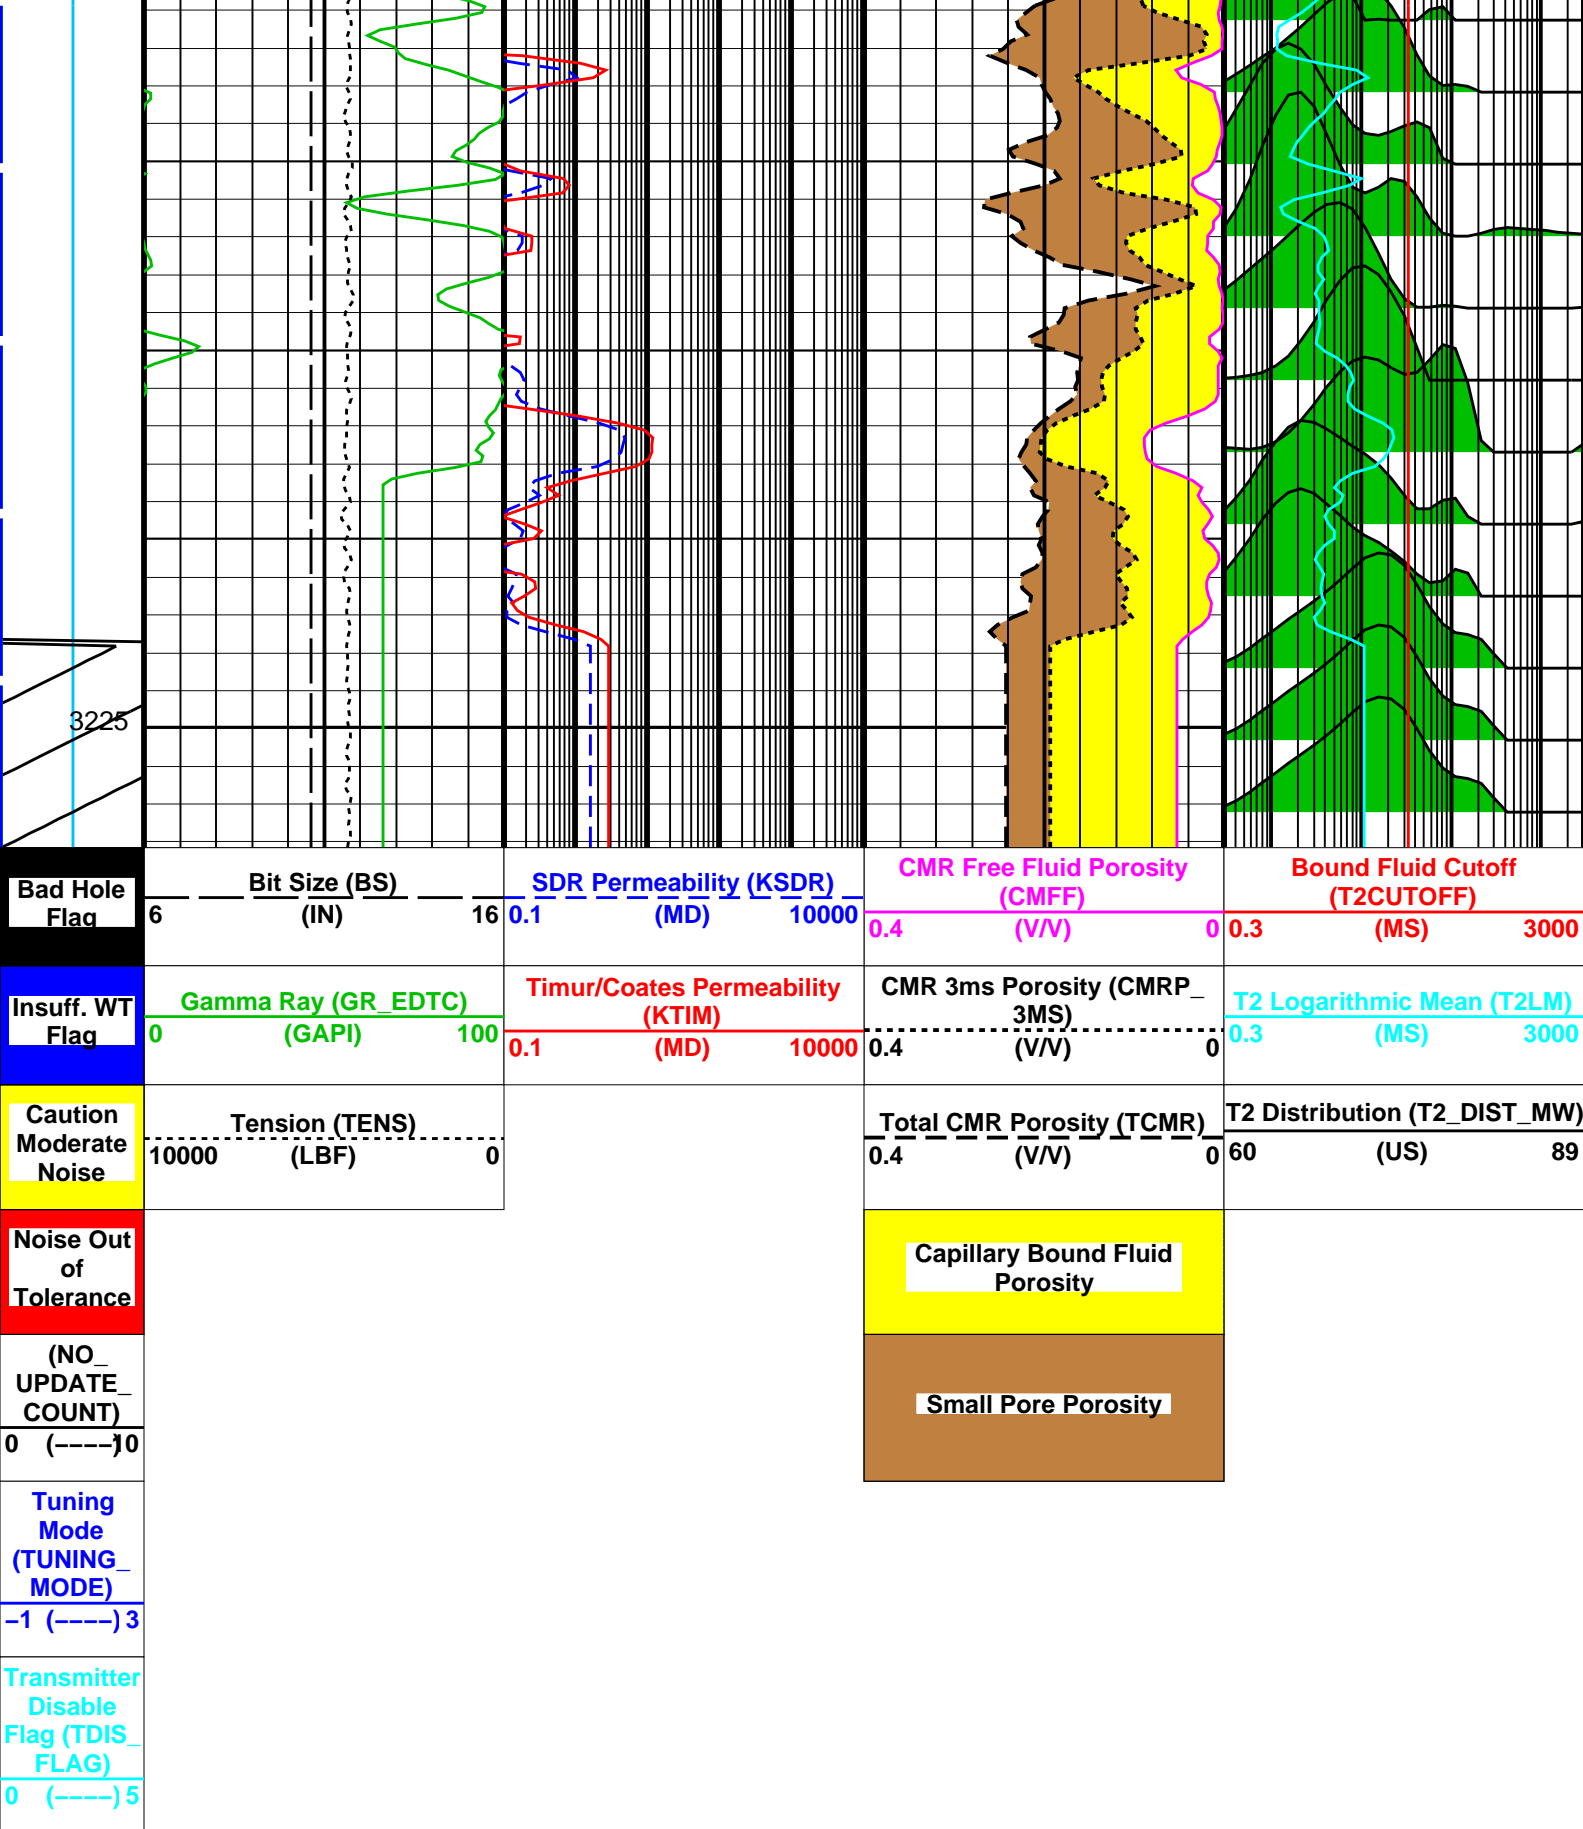 3225
Bad Hole
Flag
Bit Size (BS)
6 (IN) 16
SDR Permeability (KSDR)
0.1 (MD) 10000
CMR Free Fluid Porosity
(CMFF)
0.4 (V/V) 0
Bound Fluid Cutoff
(T2CUTOFF)
0.3 (MS) 3000
Insuff. WT
Flag
Gamma Ray (GR_EDTC)
0 (GAPI) 100
Timur/Coates Permeability
(KTIM)
0.1 (MD) 10000
CMR 3ms Porosity (CMRP_
3MS)
0.4 (V/V) 0
T2 Logarithmic Mean (T2LM)
0.3 (MS) 3000
Caution
Moderate
Noise
Tension (TENS)
10000 (LBF) 0
Total CMR Porosity (TCMR)
0.4 (V/V) 0
T2 Distribution (T2_DIST_MW)
60 (US) 89
Noise Out
of
Tolerance
Capillary Bound Fluid
Porosity
(NO_
UPDATE_
COUNT)
0 (----) 10
Small Pore Porosity
Tuning
Mode
(TUNING_
MODE)
-1 (----) 3
Transmitter
Disable
Flag (TDIS_
FLAG)
0 (----) 5